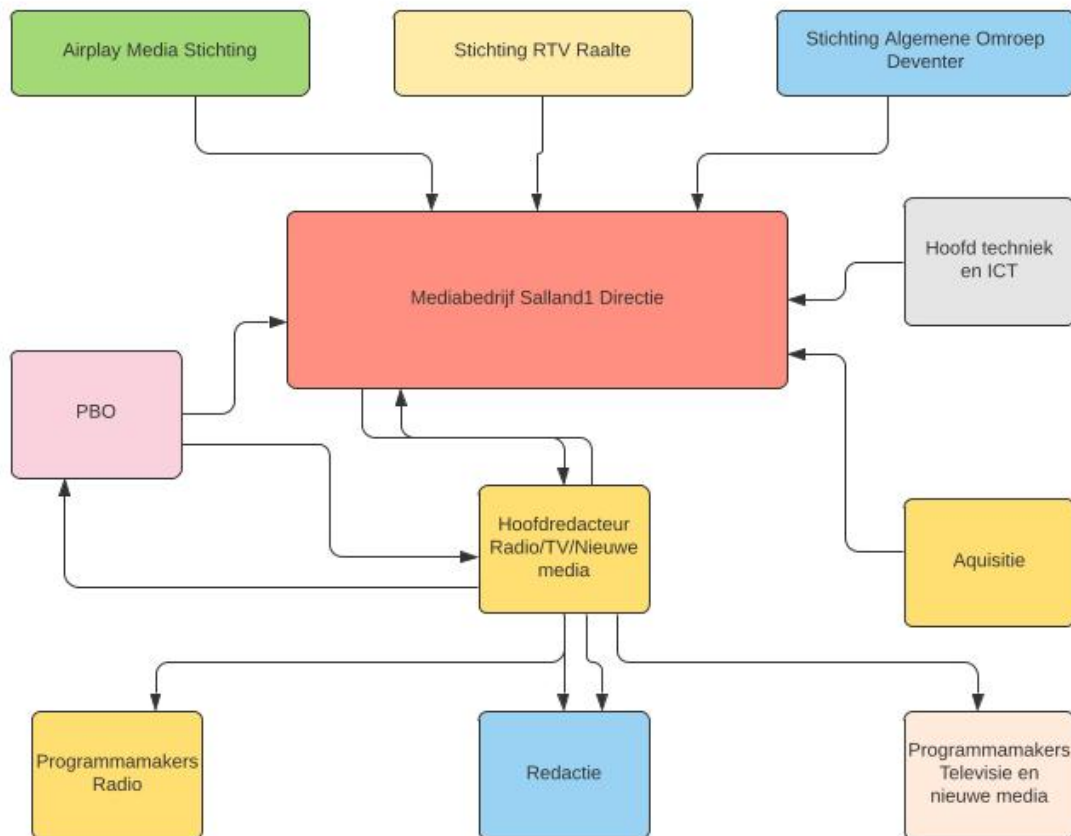 Airplay Media Stichting
Stichting RTV Raalte
Stichting Algemene Omroep
Deventer
Hoofd techniek
en ICT
Mediabedrijf Salland1 Directie
PBO
Hoofdredacteur
Radio/TV/Nieuwe
media
Aquisitie
Programmamakers
Radio
Redactie
Programmamakers
Televisie en
nieuwe media